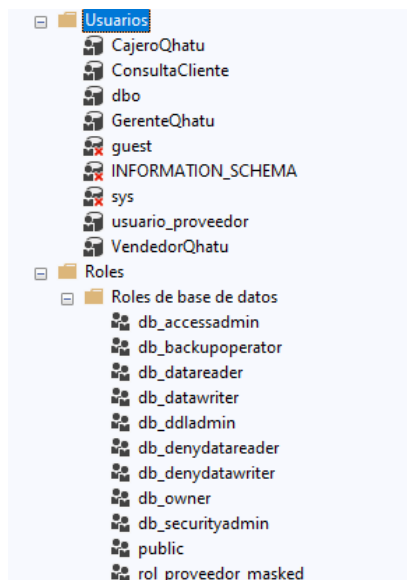 Usuarios
CajeroQhatu
ConsultaCliente
dbo
GerenteQhatu
guest
INFORMATION_SCHEMA
sys
usuario_proveedor
VendedorQhatu
Roles
Roles de base de datos
db_accessadmin
db_backupoperator
db_datareader
db_datawriter
db_ddladmin
db_denydatareader
db_denydatawriter
db_owner
db_securityadmin
public
rol_proveedor_masked